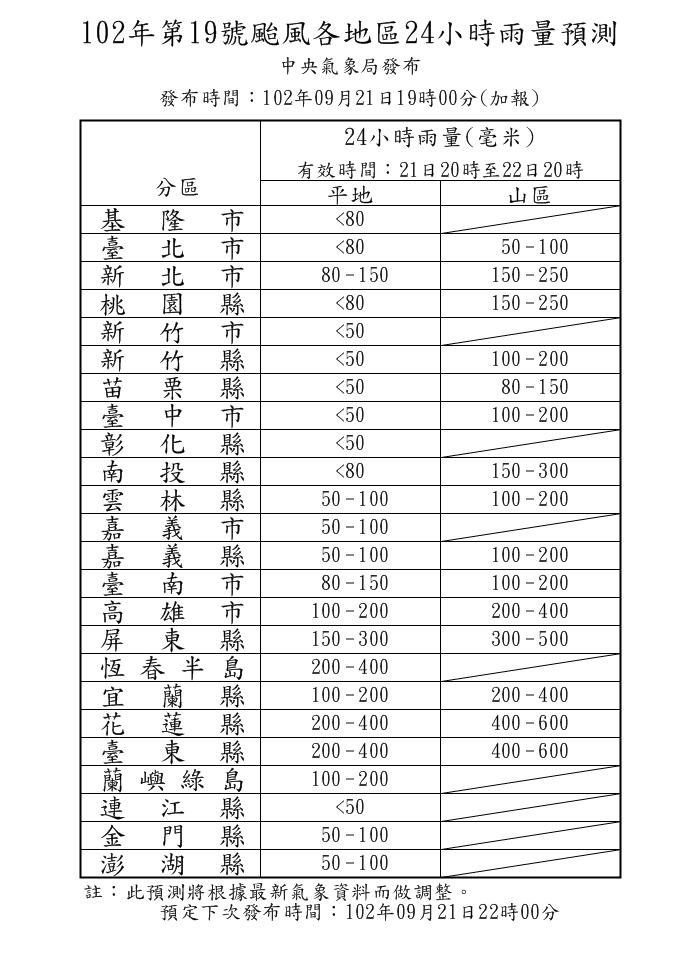 102年第19號颱風各地區24小時雨量預測
中央氣象局發布
發布時間：102年09月21日19時00分(加報)
分區 24小時雨量(毫米)
有效時間：21日20時至22日20時
平地 山區
基隆市 <80
臺北市 <80 50-100
新北市 80-150 150-250
桃園縣 <80 150-250
新竹市 <50
新竹縣 <50 100-200
苗栗縣 <50 80-150
臺中市 <50 100-200
彰化縣 <50
南投縣 <80 150-300
雲林縣 50-100 100-200
嘉義市 50-100
嘉義縣 50-100 100-200
臺南市 80-150 100-200
高雄市 100-200 200-400
屏東縣 150-300 300-500
恆春半島 200-400
宜蘭縣 100-200 200-400
花蓮縣 200-400 400-600
臺東縣 200-400 400-600
蘭嶼綠島 100-200
連江縣 <50
金門縣 50-100
澎湖縣 50-100
註：此預測將根據最新氣象資料而做調整。
預定下次發布時間：102年09月21日22時00分